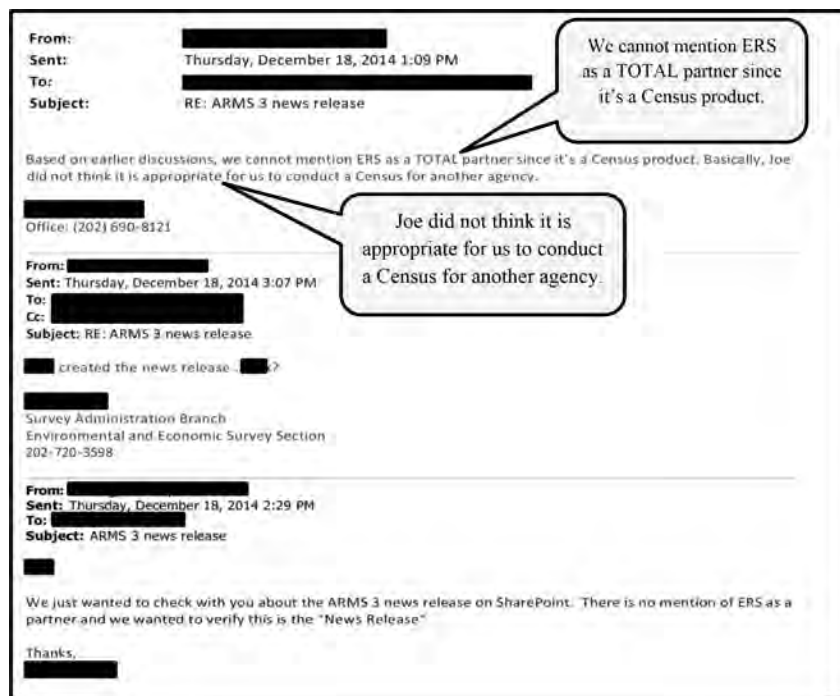 From:
Sent: Thursday, December 18, 2014 1:09 PM
To:
Subject: RE: ARMS 3 news release
We cannot mention ERS
as a TOTAL partner since
it's a Census product.
Based on earlier discussions, we cannot mention ERS as a TOTAL partner since it's a Census product. Basically, Joe
did not think it is appropriate for us to conduct a Census for another agency.
Joe did not think it is
appropriate for us to conduct
a Census for another agency.
Office: (202) 690-8121
From:
Sent: Thursday, December 18, 2014 3:07 PM
To:
Cc:
Subject: RE: ARMS 3 news release
created the news release
Survey Administration Branch
Environmental and Economic Survey Section
202-720-3598
From:
Sent: Thursday, December 18, 2014 2:29 PM
To:
Subject: ARMS 3 news release
We just wanted to check with you about the ARMS 3 news release on SharePoint. There is no mention of ERS as a
partner and we wanted to verify this is the "News Release"
Thanks,